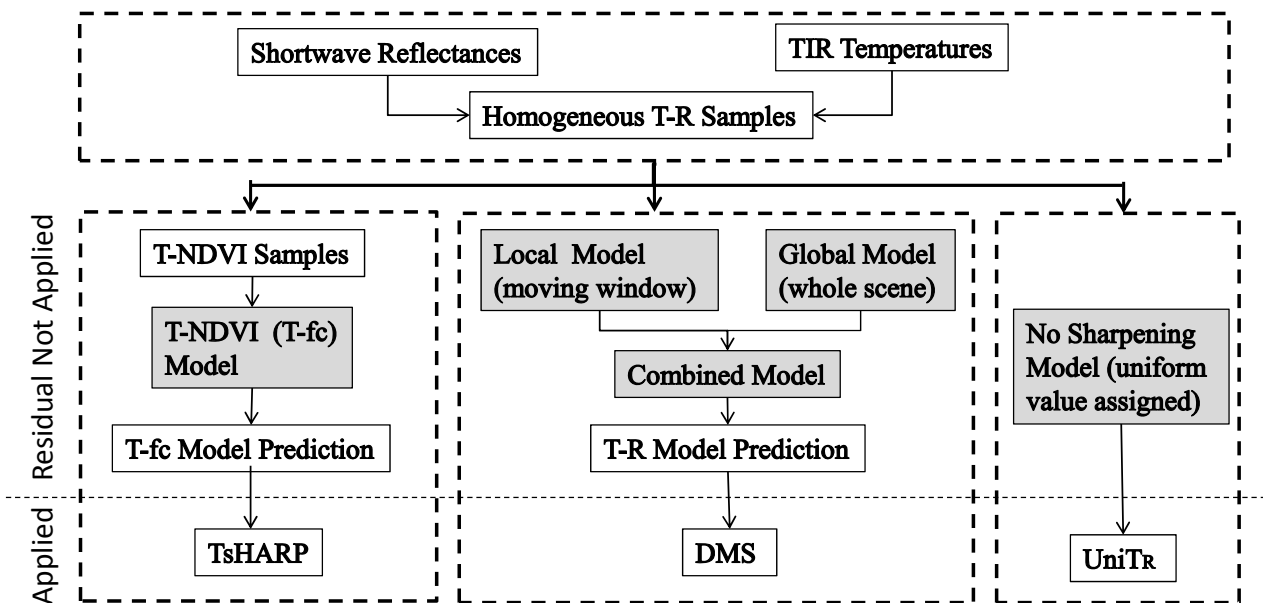 Shortwave Reflectances
TIR Temperatures
Homogeneous T-R Samples
Residual Not Applied
T-NDVI Samples
T-NDVI (T-fc)
Model
T-fc Model Prediction
Local Model
(moving window)
Global Model
(whole scene)
Combined Model
T-R Model Prediction
No Sharpening
Model (uniform
value assigned)
Applied
TsHARP
DMS
UniTR